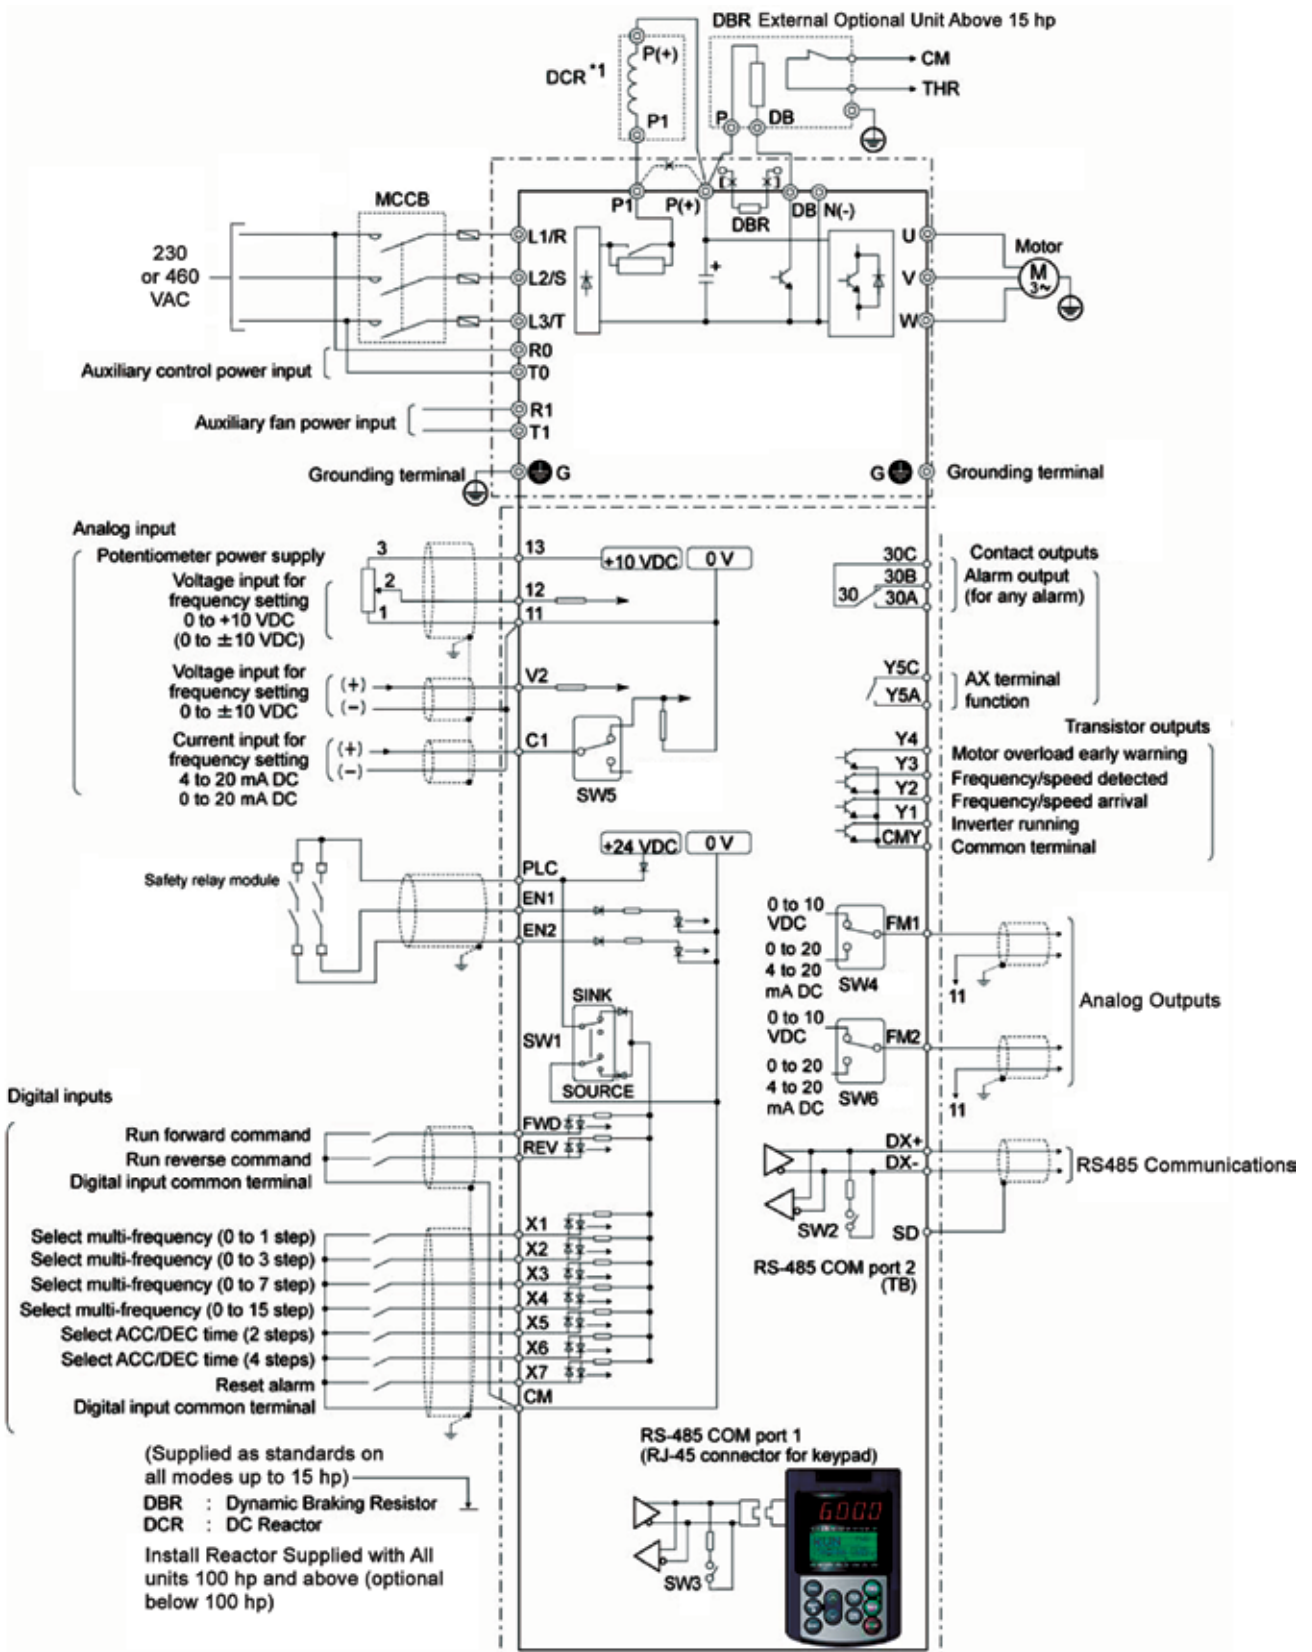 DBR External Optional Unit Above 15 hp
P(+)
DCR *1
CM
THR
P1
P
DB
MCCB
P1
P(+)
DBR
DB
N(-)
230
or 460
VAC
L1/R
L2/S
L3/T
+
U
V
W
Motor
M
3~
R0
Auxiliary control power input
T0
R1
Auxiliary fan power input
T1
Grounding terminal
G
G
Grounding terminal
Analog input
Potentiometer power supply
3
13
+10 VDC
0 V
Voltage input for
frequency setting
0 to +10 VDC
(0 to ±10 VDC)
2
1
12
11
Voltage input for
frequency setting
0 to ±10 VDC
(+)
(−)
V2
Current input for
frequency setting
4 to 20 mA DC
0 to 20 mA DC
(+)
(−)
C1
SW5
30C
30B
30
30A
Contact outputs
Alarm output
(for any alarm)
Y5C
Y5A
AX terminal
function
Transistor outputs
Y4
Motor overload early warning
Y3
Frequency/speed detected
Y2
Frequency/speed arrival
Y1
Inverter running
CMY
Common terminal
+24 VDC
0 V
Safety relay module
PLC
EN1
EN2
0 to 10
VDC
0 to 20
4 to 20
mA DC
FM1
SW4
11
Analog Outputs
0 to 10
VDC
0 to 20
4 to 20
mA DC
FM2
SW6
11
SINK
SW1
SOURCE
Digital inputs
Run forward command
FWD
Run reverse command
REV
Digital input common terminal
DX+
DX-
RS485 Communications
SW2
SD
RS-485 COM port 2
(TB)
Select multi-frequency (0 to 1 step)
X1
Select multi-frequency (0 to 3 step)
X2
Select multi-frequency (0 to 7 step)
X3
Select multi-frequency (0 to 15 step)
X4
Select ACC/DEC time (2 steps)
X5
Select ACC/DEC time (4 steps)
X6
Reset alarm
X7
Digital input common terminal
CM
(Supplied as standards on
all modes up to 15 hp)
DBR : Dynamic Braking Resistor
DCR : DC Reactor
Install Reactor Supplied with All
units 100 hp and above (optional
below 100 hp)
RS-485 COM port 1
(RJ-45 connector for keypad)
SW3
RUN